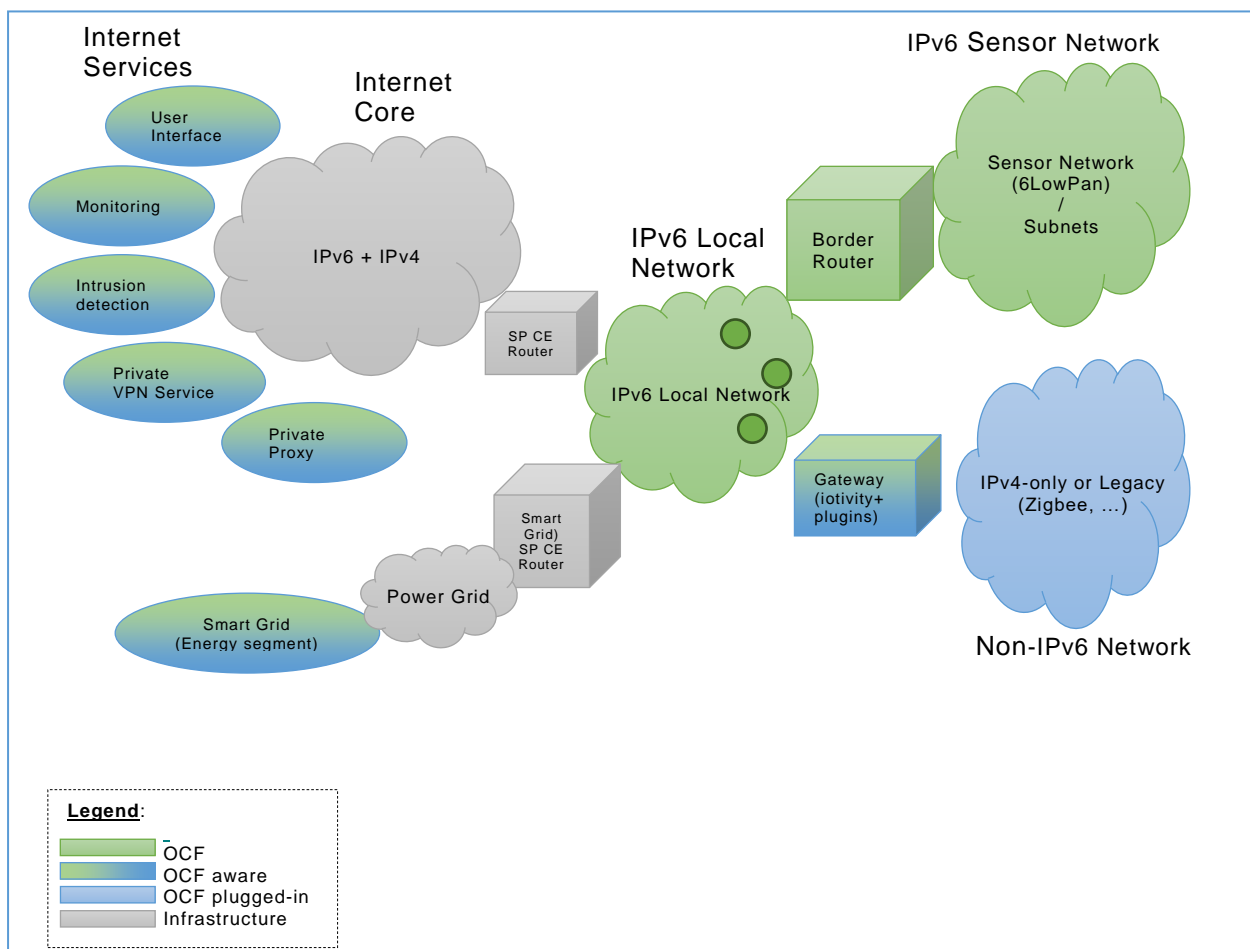 Internet
Services
Internet
Core
IPv6 Sensor Network
User
Interface
Monitoring
Intrusion
detection
Private
VPN Service
Private
Proxy
IPv6 + IPv4
SP CE
Router
IPv6 Local
Network
IPv6 Local Network
Border
Router
Sensor Network
(6LowPan)
/
Subnets
Gateway
(iotivity+
plugins)
IPv4-only or Legacy
(Zigbee, …)
Non-IPv6 Network
Smart
Grid)
SP CE
Router
Power Grid
Smart Grid
(Energy segment)
Legend:
OCF
OCF aware
OCF plugged-in
Infrastructure